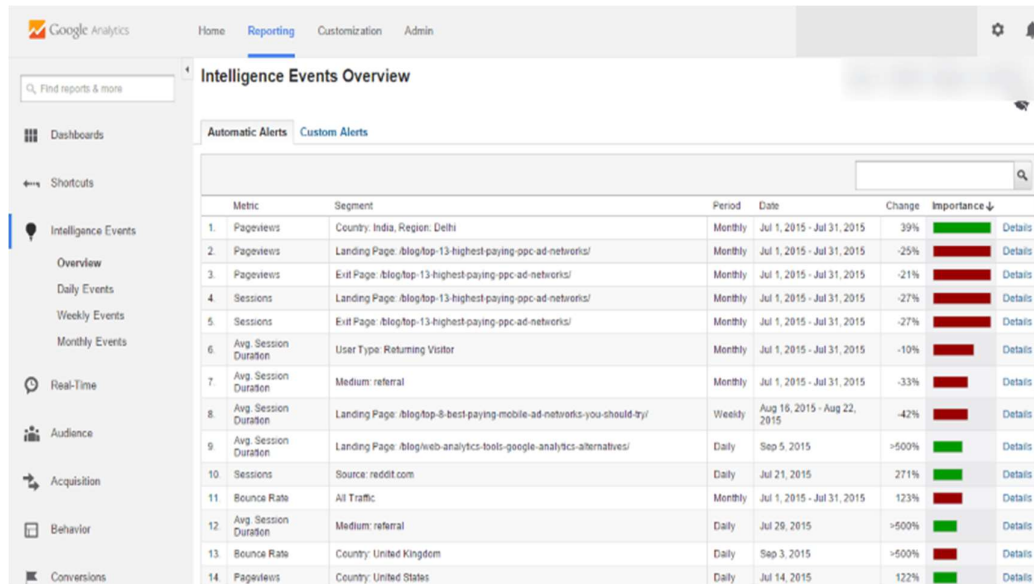 Google Analytics
Home Reporting Customization Admin
Find reports & more
Dashboards
Shortcuts
Intelligence Events
Overview
Daily Events
Weekly Events
Monthly Events
Real-Time
Audience
Acquisition
Behavior
Conversions
Intelligence Events Overview
Automatic Alerts Custom Alerts
Metric Segment Period Date Change Importance
1. Pageviews Country: India, Region: Delhi Monthly Jul 1, 2015 - Jul 31, 2015 39% Details
2. Pageviews Landing Page: /blog/top-13-highest-paying-ppc-ad-networks/ Monthly Jul 1, 2015 - Jul 31, 2015 -25% Details
3. Pageviews Exit Page: /blog/top-13-highest-paying-ppc-ad-networks/ Monthly Jul 1, 2015 - Jul 31, 2015 -21% Details
4. Sessions Landing Page: /blog/top-13-highest-paying-ppc-ad-networks/ Monthly Jul 1, 2015 - Jul 31, 2015 -27% Details
5. Sessions Exit Page: /blog/top-13-highest-paying-ppc-ad-networks/ Monthly Jul 1, 2015 - Jul 31, 2015 -27% Details
6. Avg. Session Duration User Type: Returning Visitor Monthly Jul 1, 2015 - Jul 31, 2015 -10% Details
7. Avg. Session Duration Medium: referral Monthly Jul 1, 2015 - Jul 31, 2015 -33% Details
8. Avg. Session Duration Landing Page: /blog/top-8-best-paying-mobile-ad-networks-you-should-try/ Weekly Aug 16, 2015 - Aug 22, 2015 -42% Details
9. Avg. Session Duration Landing Page: /blog/web-analytics-tools-google-analytics-alternatives/ Daily Sep 5, 2015 >500% Details
10. Sessions Source: reddit.com Daily Jul 21, 2015 271% Details
11. Bounce Rate All Traffic Monthly Jul 1, 2015 - Jul 31, 2015 123% Details
12. Avg. Session Duration Medium: referral Daily Jul 29, 2015 >500% Details
13. Bounce Rate Country: United Kingdom Daily Sep 3, 2015 >500% Details
14. Pageviews Country: United States Daily Jul 14, 2015 122% Details